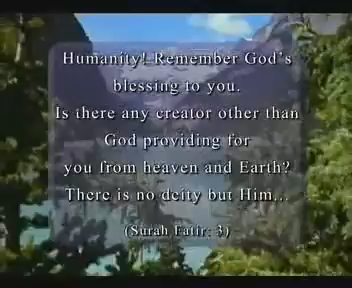 Humanity! Remember God's
blessing to you.
Is there any creator other than
God providing for
you from heaven and Earth?
There is no deity but Him...
(Surah Fatir: 3)